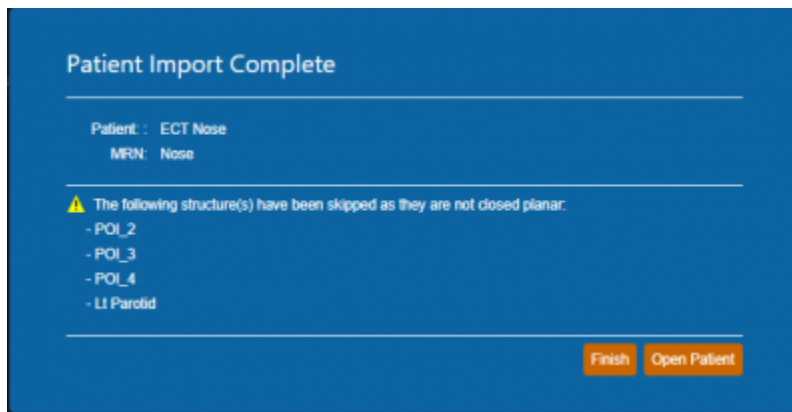 Patient Import Complete
Patient: : ECT Nose
MRN: Nose
The following structure(s) have been skipped as they are not closed planar:
- POI_2
- POI_3
- POI_4
- Lt Parotid
Finish Open Patient